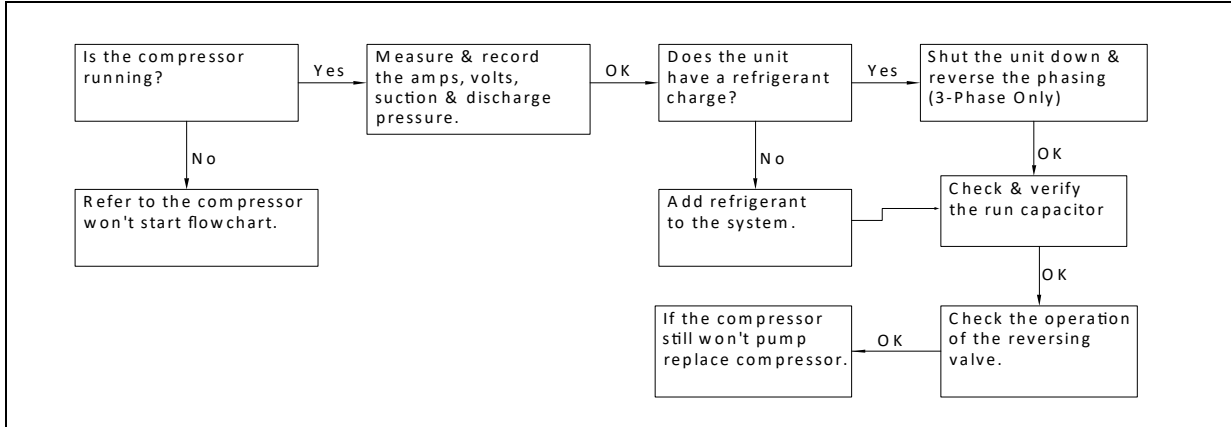 Is the compressor
running?
Yes
Measure & record
the amps, volts,
suction & discharge
pressure.
OK
Does the unit
have a refrigerant
charge?
Yes
Shut the unit down &
reverse the phasing
(3-Phase Only)
No
Refer to the compressor
won't start flowchart.
No
Add refrigerant
to the system.
OK
Check & verify
the run capacitor
OK
Check the operation
of the reversing
valve.
OK
If the compressor
still won't pump
replace compressor.